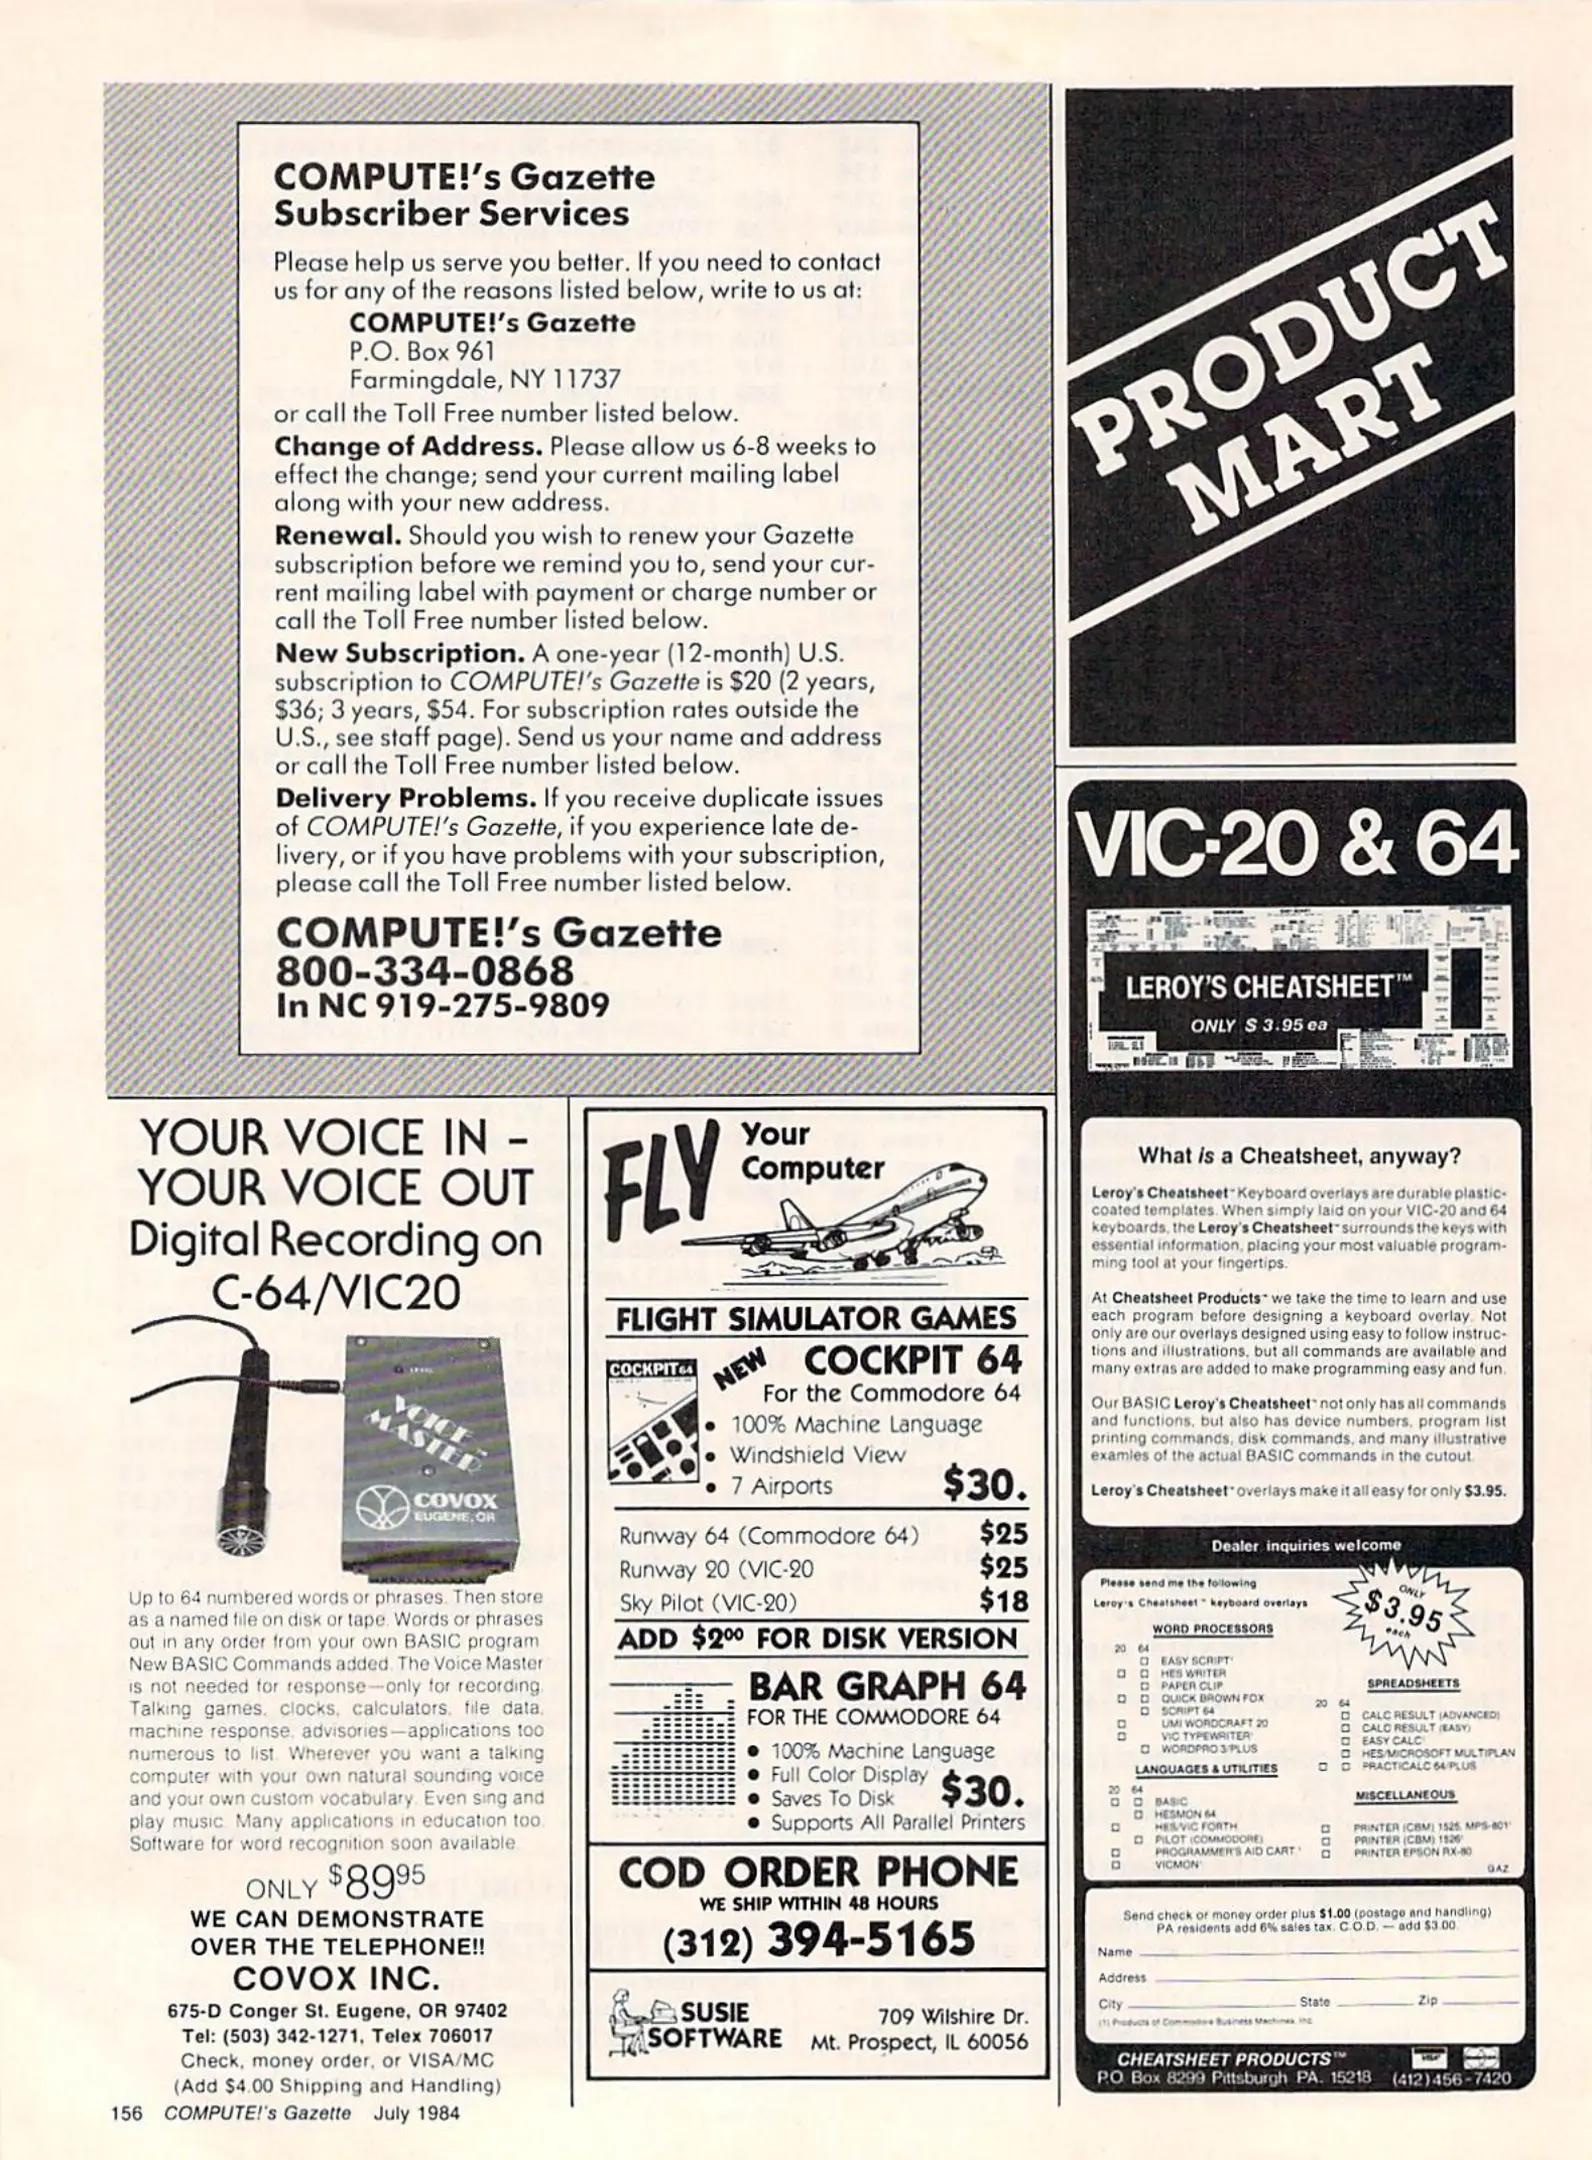 COMPUTE!'s Gazette
Subscriber Services
Please help us serve you better. If you need to contact
us for any of the reasons listed below, write to us at:
COMPUTE!'s Gazette
P.O. Box 961
Farmingdale, NY 11737
or call the Toll Free number listed below.
Change of Address. Please allow us 6-8 weeks to
effect the change; send your current mailing label
along with your new address.
Renewal. Should you wish to renew your Gazette
subscription before we remind you to, send your cur-
rent mailing label with payment or charge number or
call the Toll Free number listed below.
New Subscription. A one-year (12-month) U.S.
subscription to COMPUTE!'s Gazette is $20 (2 years,
$36; 3 years, $54. For subscription rates outside the
U.S., see staff page). Send us your name and address
or call the Toll Free number listed below.
Delivery Problems. If you receive duplicate issues
of COMPUTE!'s Gazette, if you experience late de-
livery, or if you have problems with your subscription,
please call the Toll Free number listed below.
COMPUTE!'s Gazette
800-334-0868
In NC 919-275-9809
YOUR VOICE IN -
YOUR VOICE OUT
Digital Recording on
C-64/VIC20
LEVEL
VOICE
MASTER
COVOX
EUGENE, OR
Up to 64 numbered words or phrases. Then store
as a named file on disk or tape. Words or phrases
out in any order from your own BASIC program.
New BASIC Commands added. The Voice Master
is not needed for response—only for recording.
Talking games, clocks, calculators, file data,
machine response, advisories—applications too
numerous to list. Wherever you want a talking
computer with your own natural sounding voice
and your own custom vocabulary. Even sing and
play music. Many applications in education too.
Software for word recognition soon available.
ONLY $8995
WE CAN DEMONSTRATE
OVER THE TELEPHONE!!
COVOX INC.
675-D Conger St. Eugene, OR 97402
Tel: (503) 342-1271, Telex 706017
Check, money order, or VISA/MC
(Add $4.00 Shipping and Handling)
FLY Your
Computer
FLIGHT SIMULATOR GAMES
COCKPIT 64
NEW COCKPIT 64
For the Commodore 64
• 100% Machine Language
• Windshield View
• 7 Airports $30.
Runway 64 (Commodore 64) $25
Runway 20 (VIC-20 $25
Sky Pilot (VIC-20) $18
ADD $200 FOR DISK VERSION
BAR GRAPH 64
FOR THE COMMODORE 64
• 100% Machine Language
• Full Color Display
• Saves To Disk $30.
• Supports All Parallel Printers
COD ORDER PHONE
WE SHIP WITHIN 48 HOURS
(312) 394-5165
SUSIE
SOFTWARE
709 Wilshire Dr.
Mt. Prospect, IL 60056
PRODUCT
MART
VIC-20 & 64
LEROY'S CHEATSHEET™
ONLY $ 3.95 ea
What is a Cheatsheet, anyway?
Leroy's Cheatsheet™ Keyboard overlays are durable plastic-
coated templates. When simply laid on your VIC-20 and 64
keyboards, the Leroy's Cheatsheet™ surrounds the keys with
essential information, placing your most valuable program-
ming tool at your fingertips.
At Cheatsheet Products™ we take the time to learn and use
each program before designing a keyboard overlay. Not
only are our overlays designed using easy to follow instruc-
tions and illustrations, but all commands are available and
many extras are added to make programming easy and fun.
Our BASIC Leroy's Cheatsheet™ not only has all commands
and functions, but also has device numbers, program list
printing commands, disk commands, and many illustrative
examles of the actual BASIC commands in the cutout.
Leroy's Cheatsheet™ overlays make it all easy for only $3.95.
Dealer inquiries welcome
Please send me the following
Leroy's Cheatsheet™ keyboard overlays
ONLY
$3.95
each
WORD PROCESSORS
20 64
□ EASY SCRIPT¹
□ □ HES WRITER
□ PAPER CLIP
□ □ QUICK BROWN FOX
□ SCRIPT 64
□ UMI WORDCRAFT 20
□ VIC TYPEWRITER¹
□ WORDPRO 3/PLUS
LANGUAGES & UTILITIES
20 64
□ □ BASIC
□ HESMON 64
□ HES/VIC FORTH
□ PILOT (COMMODORE)
□ PROGRAMMER'S AID CART ¹
□ VICMON¹
SPREADSHEETS
20 64
□ CALC RESULT (ADVANCED)
□ CALC RESULT (EASY)
□ EASY CALC¹
□ HES/MICROSOFT MULTIPLAN
□ □ PRACTICALC 64/PLUS
MISCELLANEOUS
□ PRINTER (CBM) 1525, MPS-801¹
□ PRINTER (CBM) 1526¹
□ PRINTER EPSON RX-80
GAZ
Send check or money order plus $1.00 (postage and handling)
PA residents add 6% sales tax. C.O.D. — add $3.00.
Name
Address
City State Zip
(1) Products of Commodore Business Machines, Inc.
CHEATSHEET PRODUCTS™
P.O. Box 8299 Pittsburgh PA. 15218 (412)456-7420
156 COMPUTE!'s Gazette July 1984